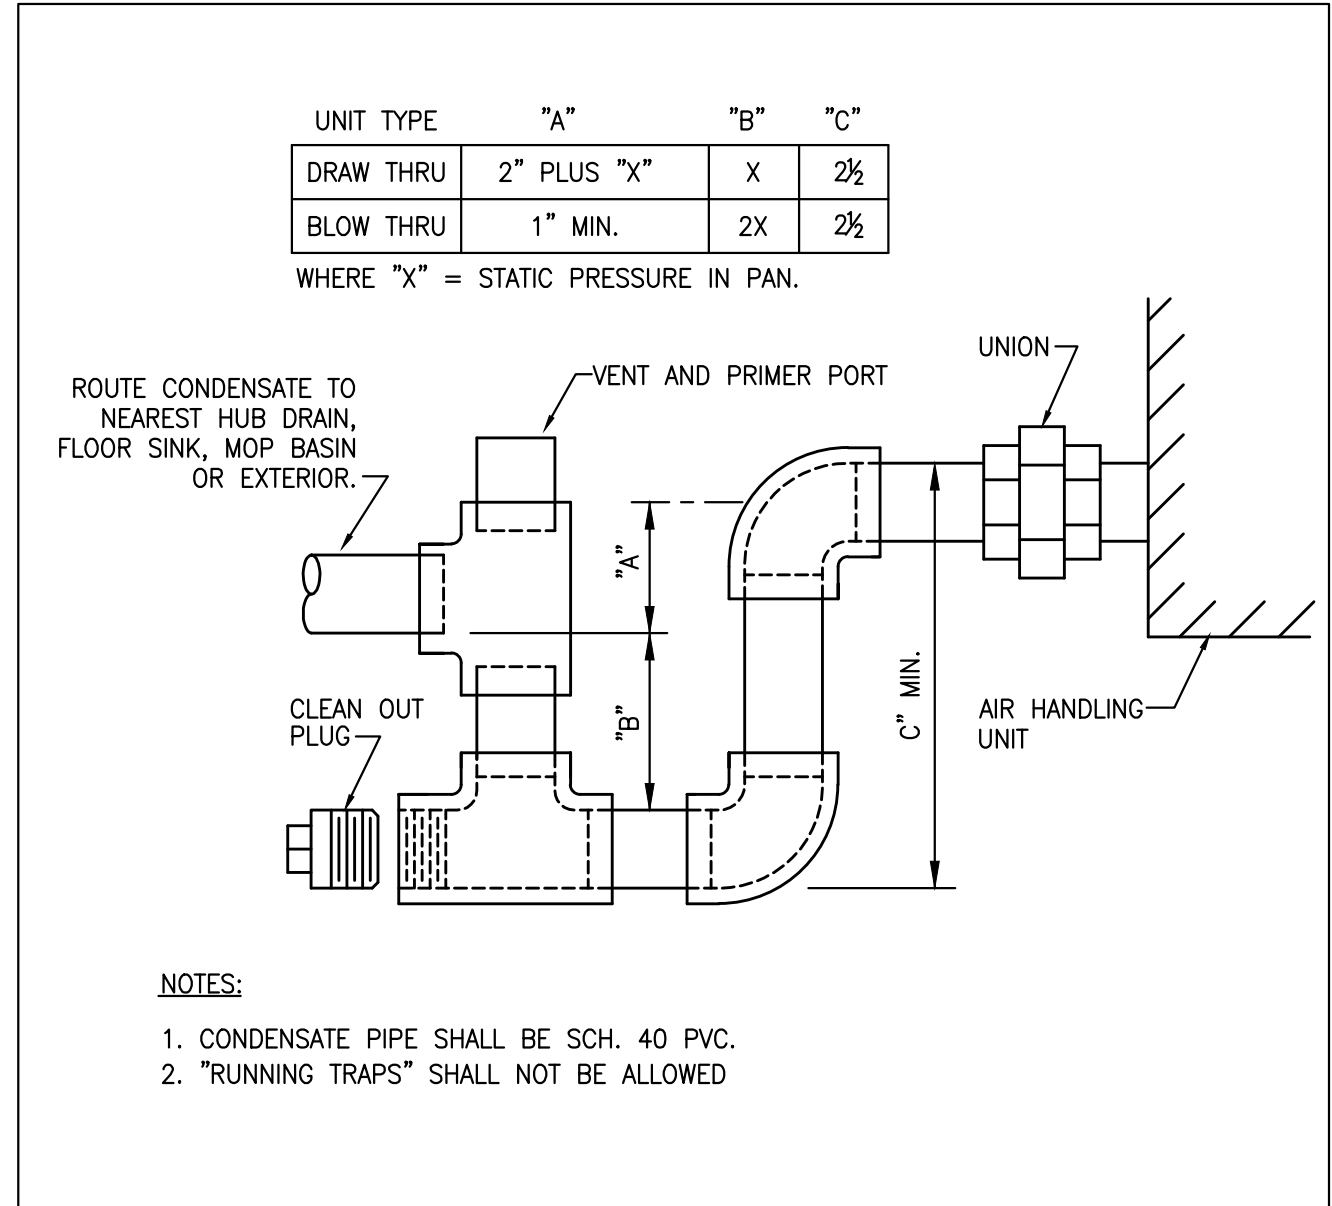 UNIT TYPE "A" "B" "C"
DRAW THRU 2" PLUS "X" X 2½
BLOW THRU 1" MIN. 2X 2½
WHERE "X" = STATIC PRESSURE IN PAN.
UNION
VENT AND PRIMER PORT
ROUTE CONDENSATE TO
NEAREST HUB DRAIN,
FLOOR SINK, MOP BASIN
OR EXTERIOR.
"A"
"B"
C" MIN.
CLEAN OUT
PLUG
AIR HANDLING
UNIT
NOTES:
1. CONDENSATE PIPE SHALL BE SCH. 40 PVC.
2. "RUNNING TRAPS" SHALL NOT BE ALLOWED